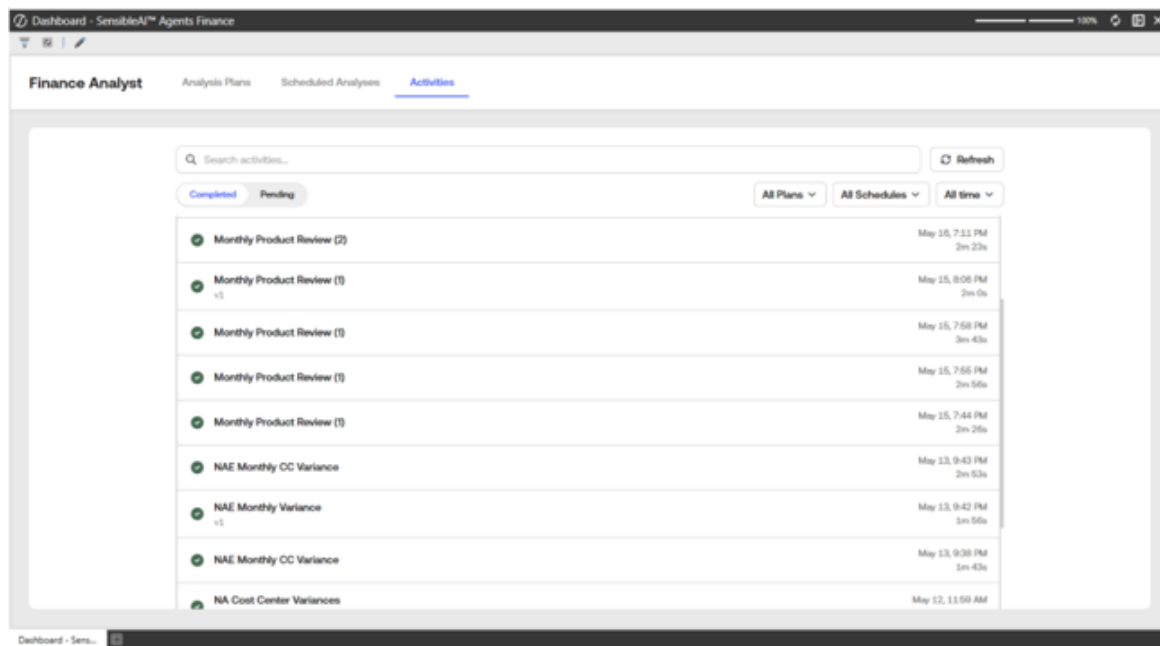 Dashboard - SensibleAI™ Agents Finance
100%
Finance Analyst
Analysis Plans
Scheduled Analyses
Activities
Search activities...
Refresh
Completed
Pending
All Plans
All Schedules
All time
Monthly Product Review (2)
May 16, 7:11 PM
2m 23s
Monthly Product Review (1)
v1
May 15, 8:06 PM
2m 0s
Monthly Product Review (1)
May 15, 7:58 PM
3m 43s
Monthly Product Review (1)
May 15, 7:55 PM
2m 56s
Monthly Product Review (1)
May 15, 7:44 PM
2m 26s
NAE Monthly CC Variance
May 13, 9:43 PM
2m 53s
NAE Monthly Variance
v1
May 13, 9:42 PM
1m 56s
NAE Monthly CC Variance
May 13, 9:38 PM
1m 43s
NA Cost Center Variances
May 12, 11:59 AM
Dashboard - Sens...